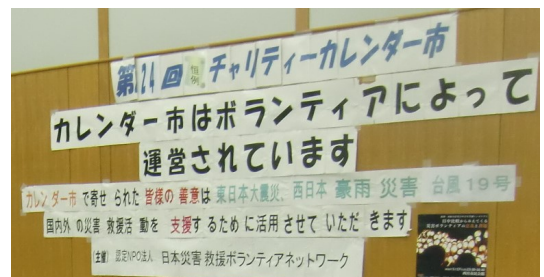 第24回 恒例 チャリティーカレンダー市
カレンダー市はボランティアによって
運営されています
カレンダー市で寄せられた皆様の善意は東日本大震災、西日本豪雨災害 台風19号
国内外の災害救援活動を支援するために活用させていただきます
(主催) 認定NPO法人 日本災害救援ボランティアネットワーク